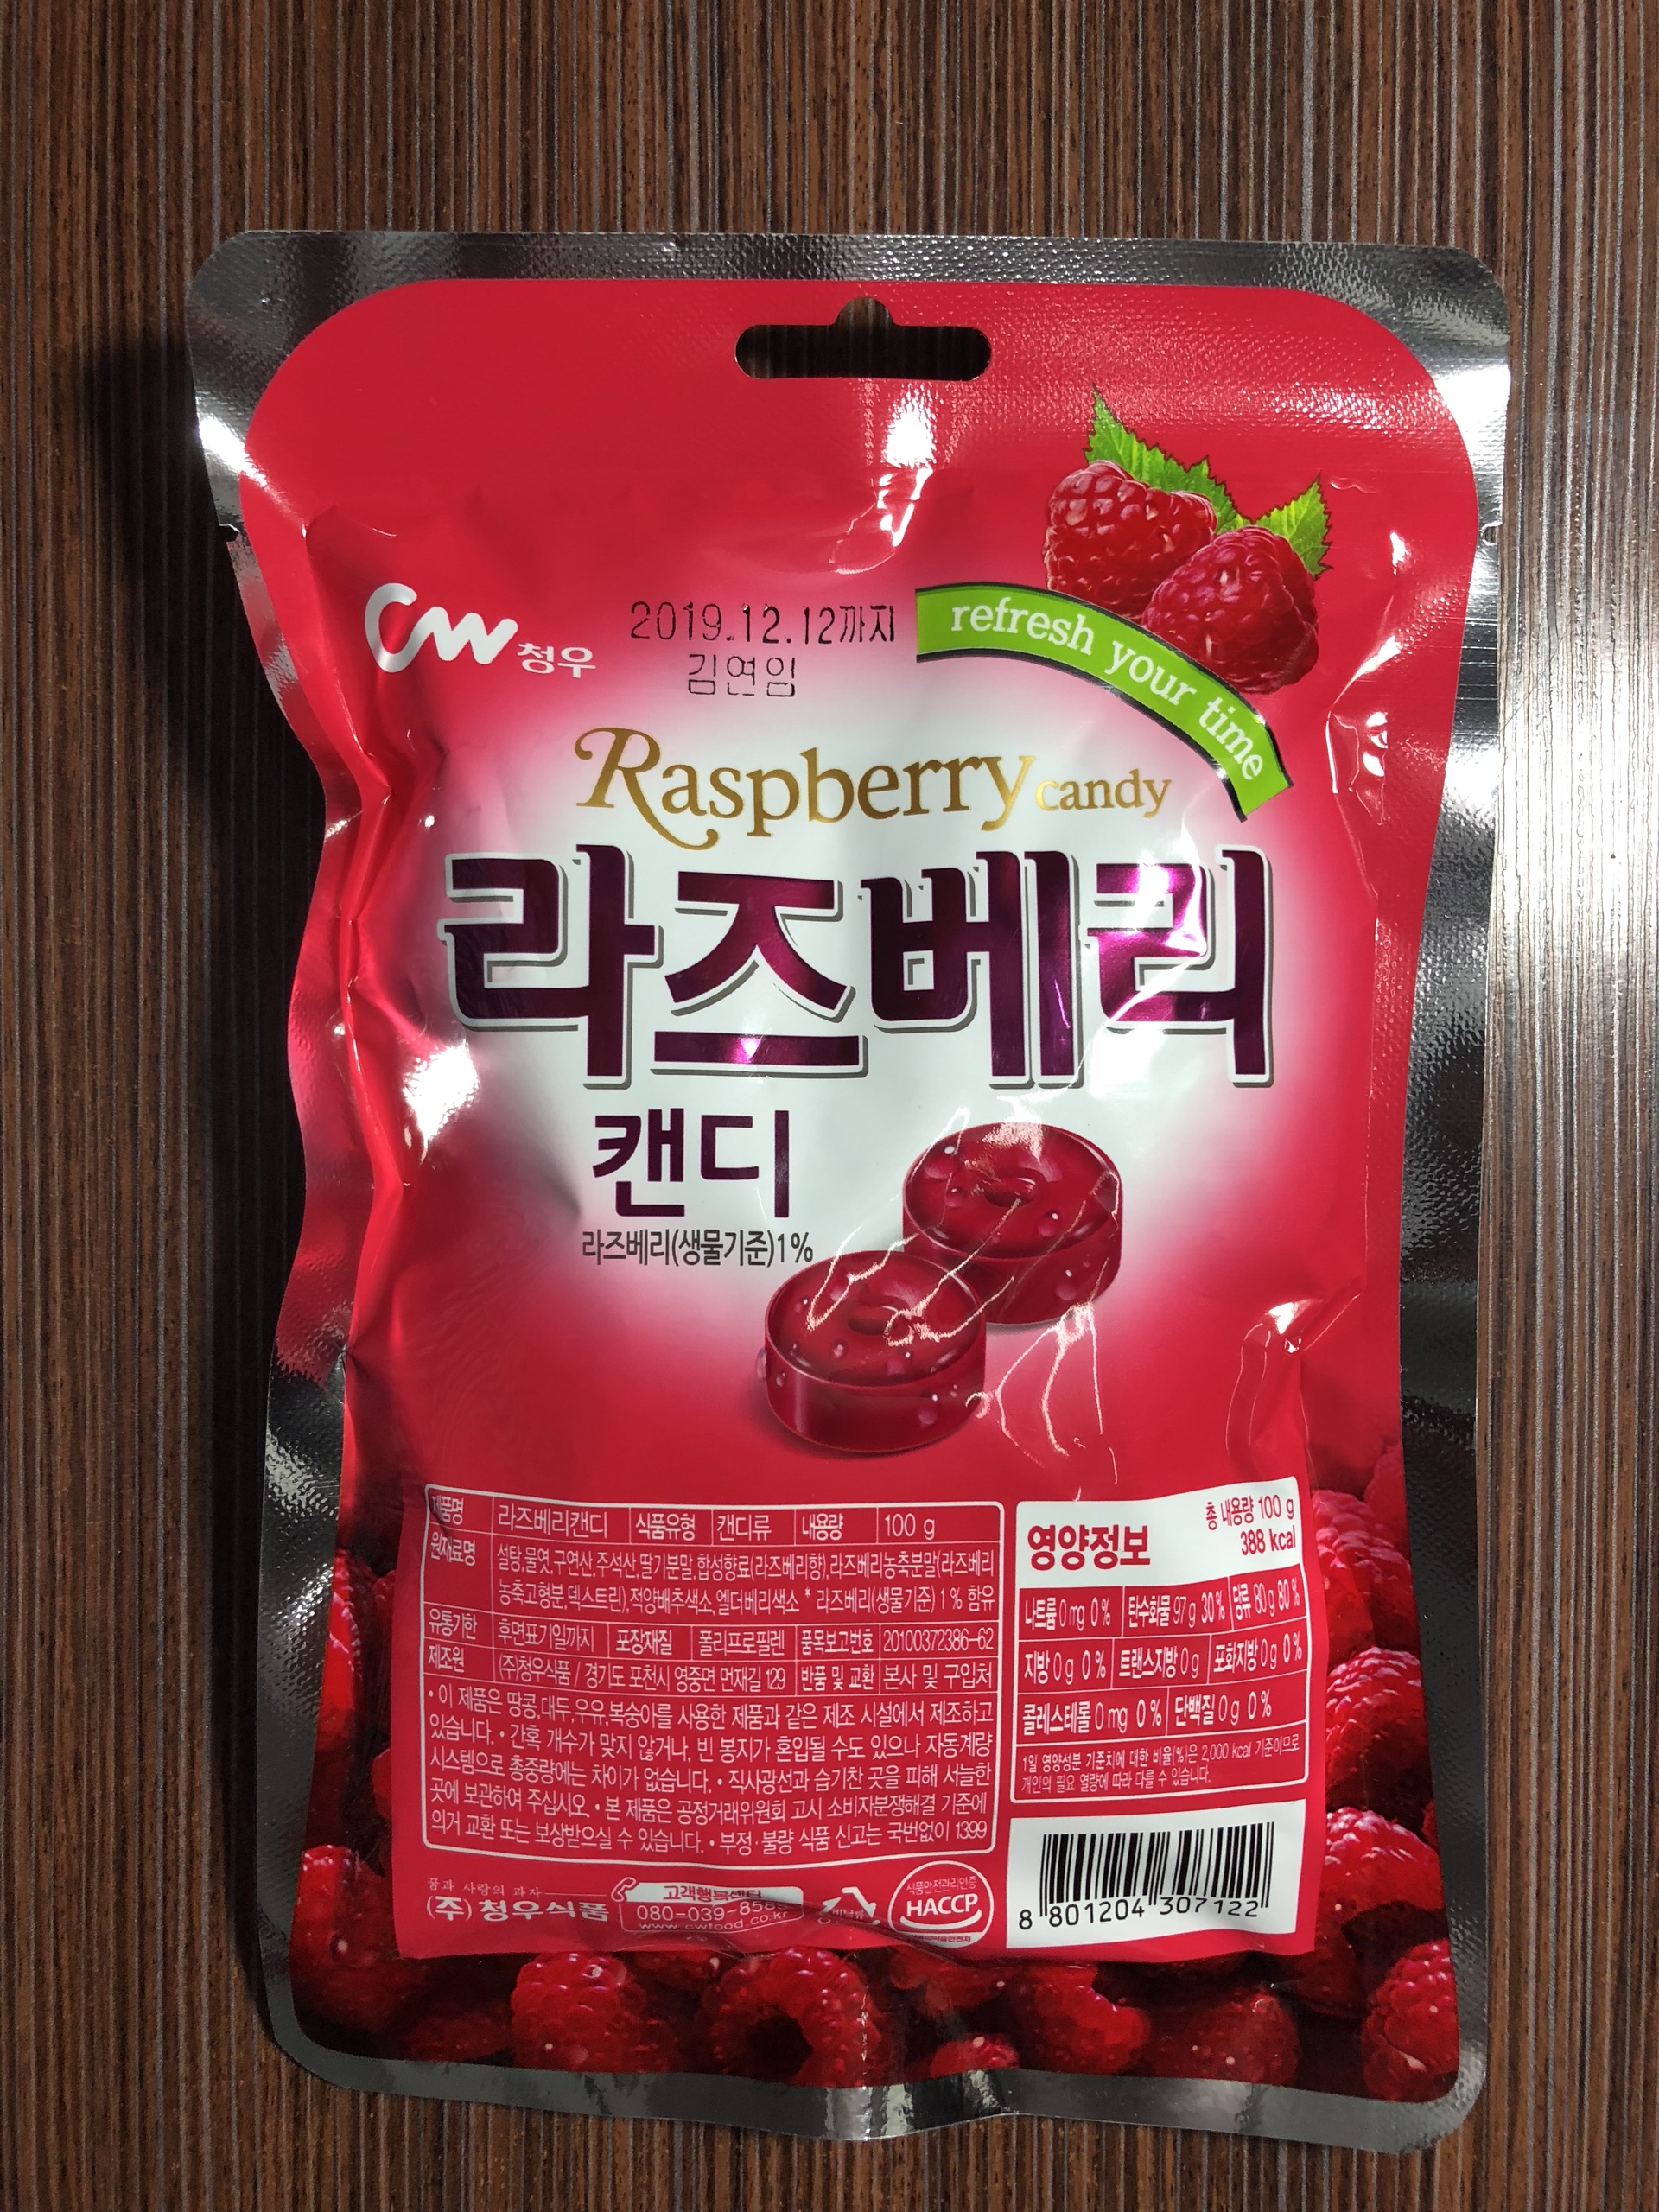 CW 청우
2019.12.12까지
김연임
refresh your time
Raspberry candy
라즈베리
캔디
라즈베리(생물기준)1%
제품명 라즈베리캔디 식품유형 캔디류 내용량 100 g
원재료명 설탕,물엿,구연산,주석산,딸기분말,합성향료(라즈베리향),라즈베리농축분말(라즈베리
농축고형분,덱스트린),적양배추색소,엘더베리색소 * 라즈베리(생물기준) 1% 함유
유통기한 후면표기일까지 포장재질 폴리프로필렌 품목보고번호 20100372386-62
제조원 (주)청우식품 / 경기도 포천시 영중면 먼재길 129 반품 및 교환 본사 및 구입처
• 이 제품은 땅콩,대두,우유,복숭아를 사용한 제품과 같은 제조 시설에서 제조하고
있습니다. • 간혹 개수가 맞지 않거나, 빈 봉지가 혼입될 수도 있으나 자동계량
시스템으로 총중량에는 차이가 없습니다. • 직사광선과 습기찬 곳을 피해 서늘한
곳에 보관하여 주십시오. • 본 제품은 공정거래위원회 고시 소비자분쟁해결 기준에
의거 교환 또는 보상받으실 수 있습니다. • 부정·불량 식품 신고는 국번없이 1399
꿈과 사랑의 과자
(주)청우식품
고객행복센터
080-039-858
www.cwfood.co.kr
비닐류
식품안전관리인증
HACCP
영양정보
총 내용량 100 g
388 kcal
나트륨 0 mg 0 % 탄수화물 97 g 30 % 당류 80 g 80 %
지방 0 g 0 % 트랜스지방 0 g 포화지방 0 g 0 %
콜레스테롤 0 mg 0 % 단백질 0 g 0 %
1일 영양성분 기준치에 대한 비율(%)은 2,000 kcal 기준이므로
개인의 필요 열량에 따라 다를 수 있습니다.
8 801204 307122